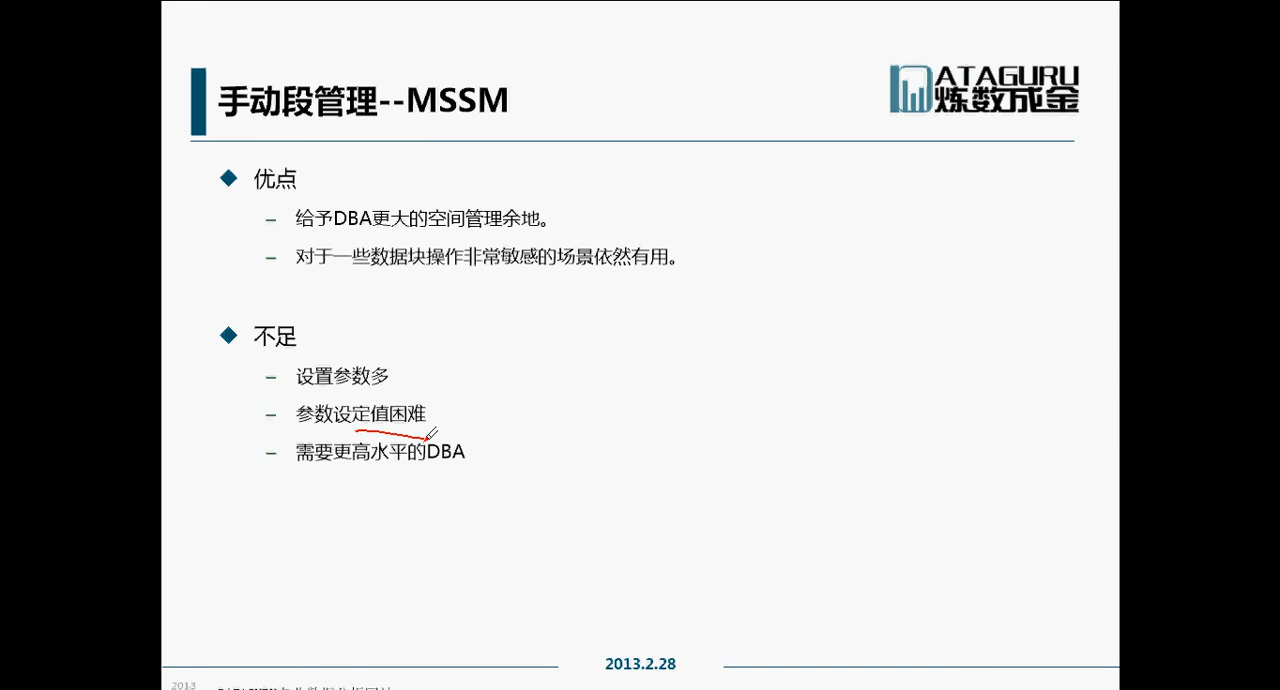 手动段管理--MSSM
DATAGURU
炼数成金
优点
给予DBA更大的空间管理余地。
对于一些数据块操作非常敏感的场景依然有用。
不足
设置参数多
参数设定值困难
需要更高水平的DBA
2013.2.28
2013